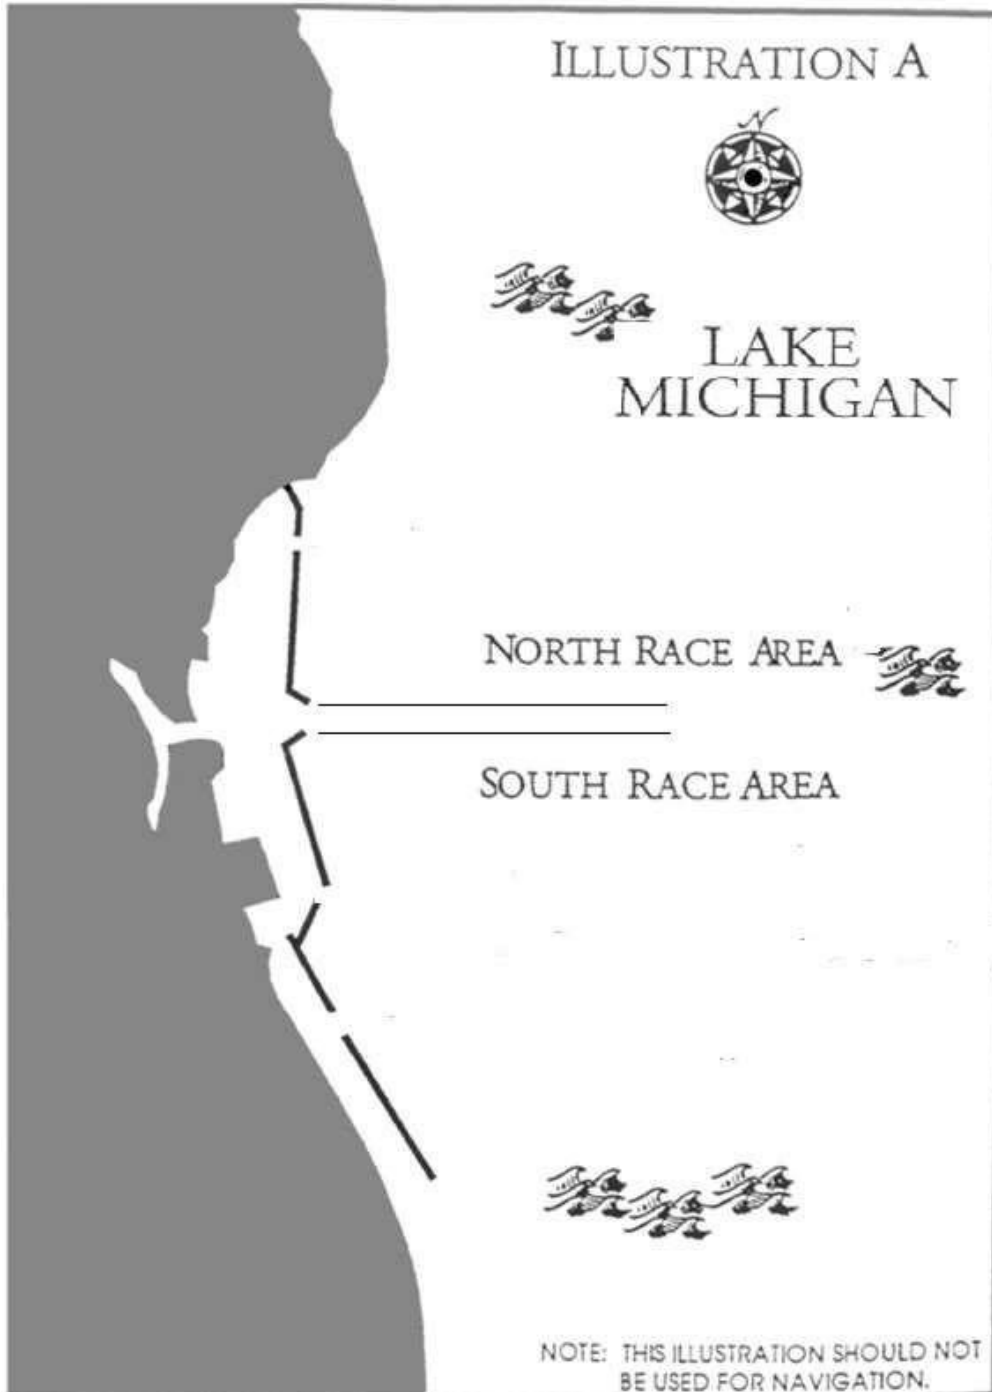 ILLUSTRATION A
N
LAKE
MICHIGAN
NORTH RACE AREA
SOUTH RACE AREA
NOTE: THIS ILLUSTRATION SHOULD NOT
BE USED FOR NAVIGATION.